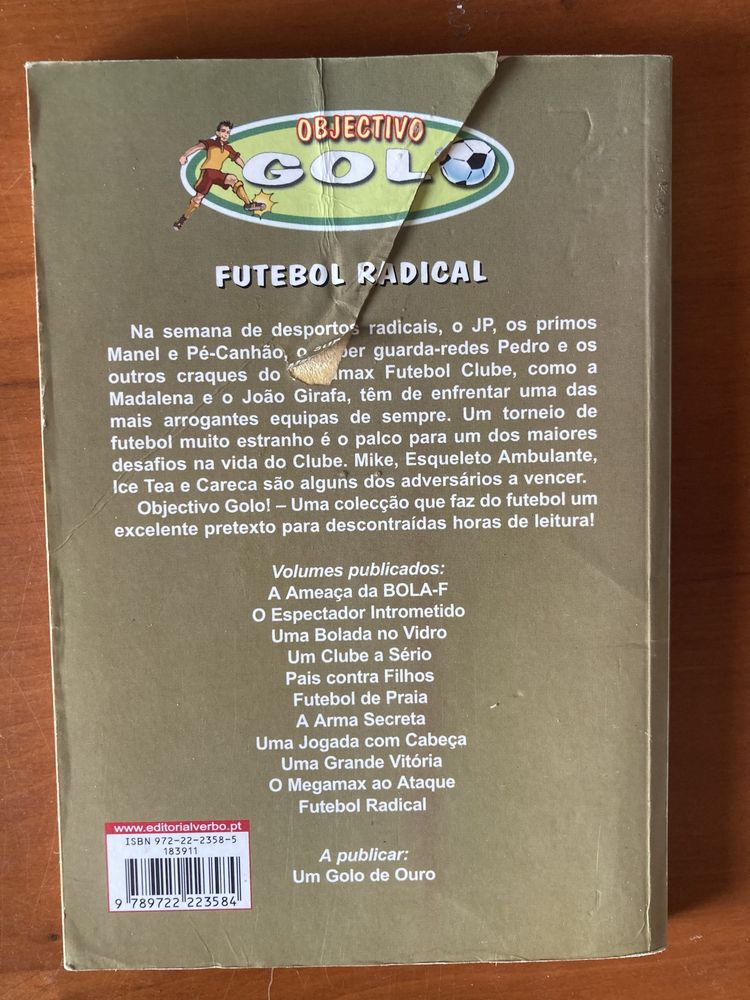 OBJECTIVO
GOLO
FUTEBOL RADICAL
Na semana de desportos radicais, o JP, os primos
Manel e Pé-Canhão, o per guarda-redes Pedro e os
outros craques do max Futebol Clube, como a
Madalena e o João Girafa, têm de enfrentar uma das
mais arrogantes equipas de sempre. Um torneio de
futebol muito estranho é o palco para um dos maiores
desafios na vida do Clube. Mike, Esqueleto Ambulante,
Ice Tea e Careca são alguns dos adversários a vencer.
Objectivo Golo! – Uma colecção que faz do futebol um
excelente pretexto para descontraídas horas de leitura!
Volumes publicados:
A Ameaça da BOLA-F
O Espectador Intrometido
Uma Bolada no Vidro
Um Clube a Sério
Pais contra Filhos
Futebol de Praia
A Arma Secreta
Uma Jogada com Cabeça
Uma Grande Vitória
O Megamax ao Ataque
Futebol Radical
A publicar:
Um Golo de Ouro
www.editorialverbo.pt
ISBN 972-22-2358-5
183911
9 789722 223584